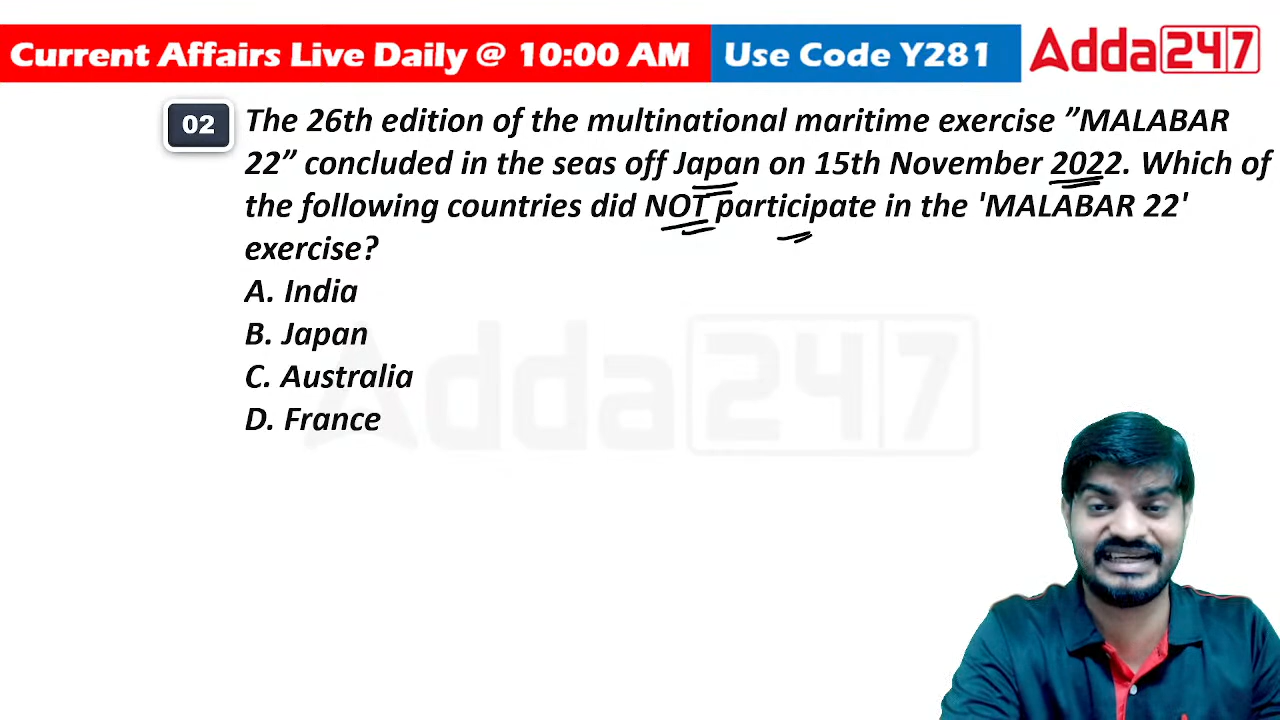 Current Affairs Live Daily @ 10:00 AM
Use Code Y281
Adda247
02
The 26th edition of the multinational maritime exercise ”MALABAR
22” concluded in the seas off Japan on 15th November 2022. Which of
the following countries did NOT participate in the 'MALABAR 22'
exercise?
A. India
B. Japan
C. Australia
D. France
Adda247